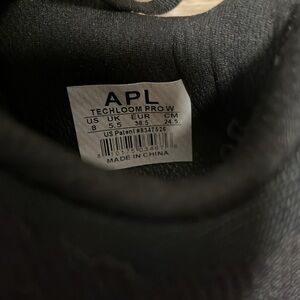 APL
TECHLOOM PRO W
US UK EUR CM
8 5.5 38.5 24.5
US Patent #8347526
MADE IN CHINA